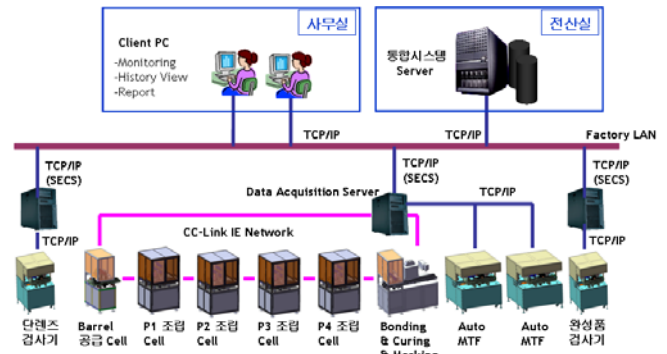 사무실
Client PC
-Monitoring
-History View
-Report
전산실
통합시스템
Server
TCP/IP
TCP/IP
Factory LAN
TCP/IP
(SECS)
TCP/IP
(SECS)
TCP/IP
(SECS)
Data Acquisition Server
TCP/IP
TCP/IP
CC-Link IE Network
TCP/IP
단렌즈
검사기
Barrel
공급 Cell
P1 조립
Cell
P2 조립
Cell
P3 조립
Cell
P4 조립
Cell
Bonding
& Curing
& Marking
Auto
MTF
Auto
MTF
완성품
검사기